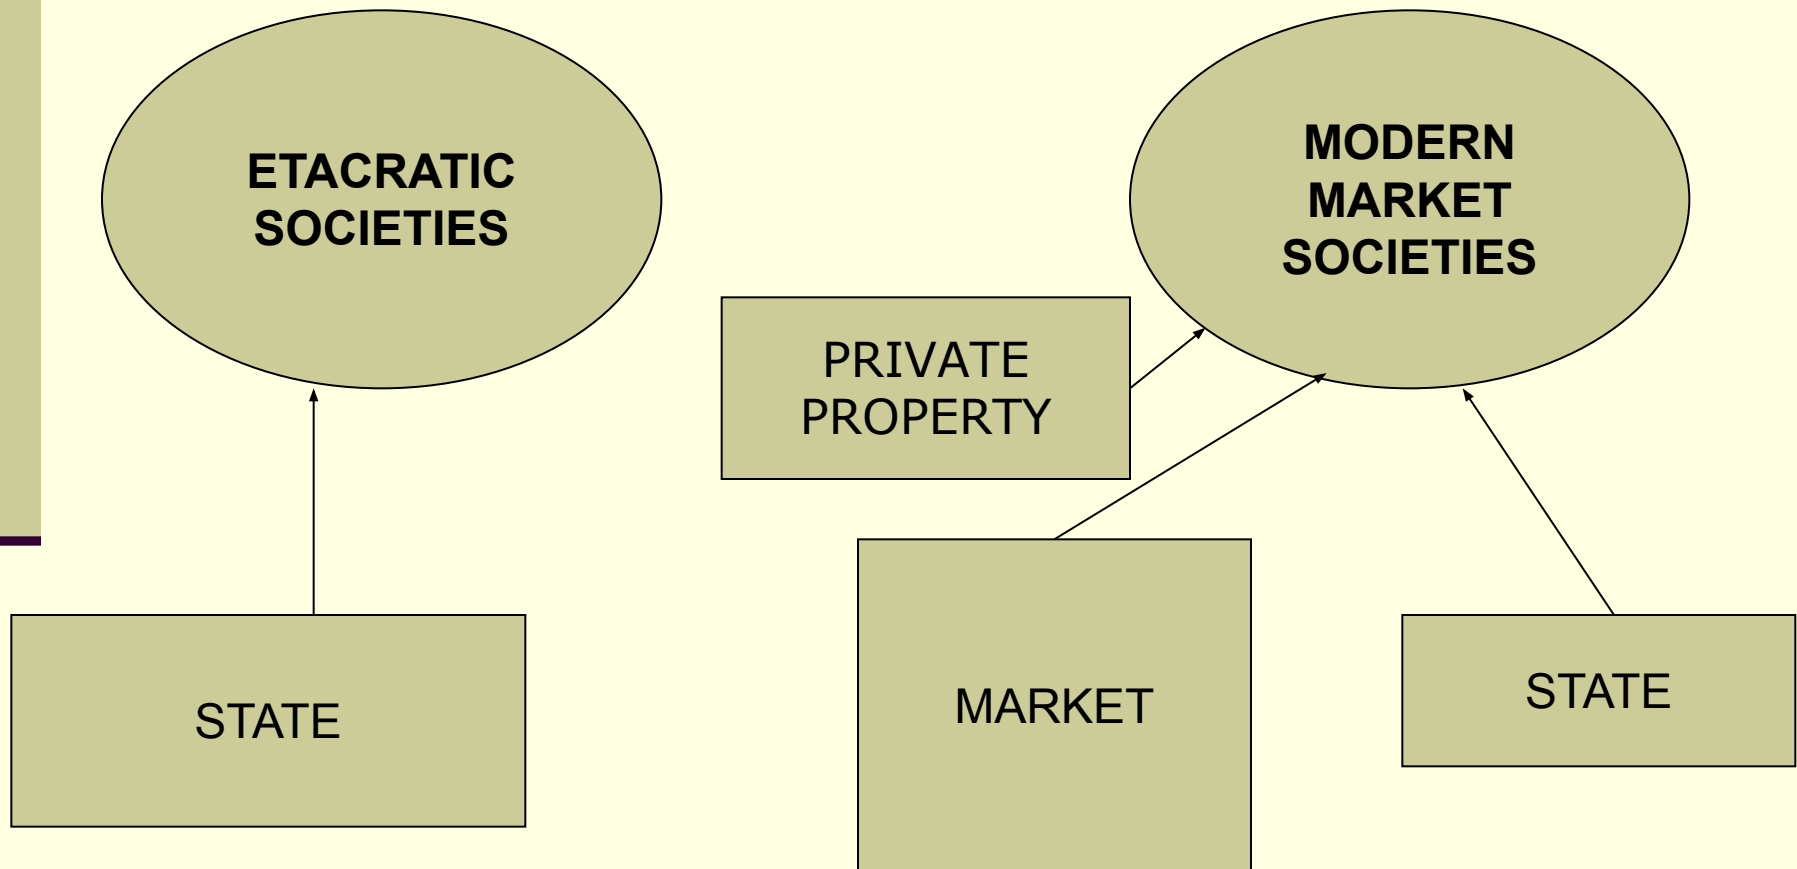 ETACRATIC
SOCIETIES
MODERN
MARKET
SOCIETIES
PRIVATE
PROPERTY
STATE
MARKET
STATE